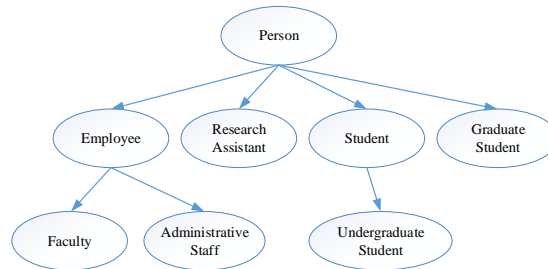 Person
Employee
Research
Assistant
Student
Graduate
Student
Faculty
Administrative
Staff
Undergraduate
Student